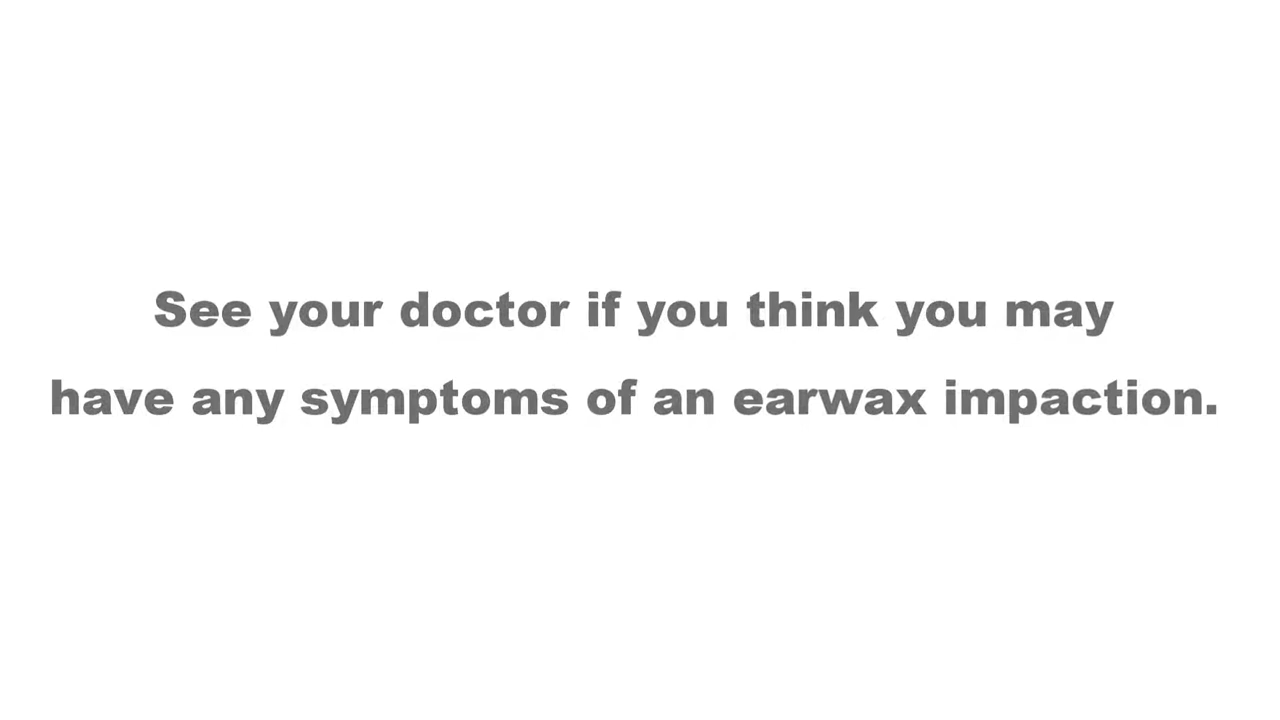 See your doctor if you think you may
have any symptoms of an earwax impaction.